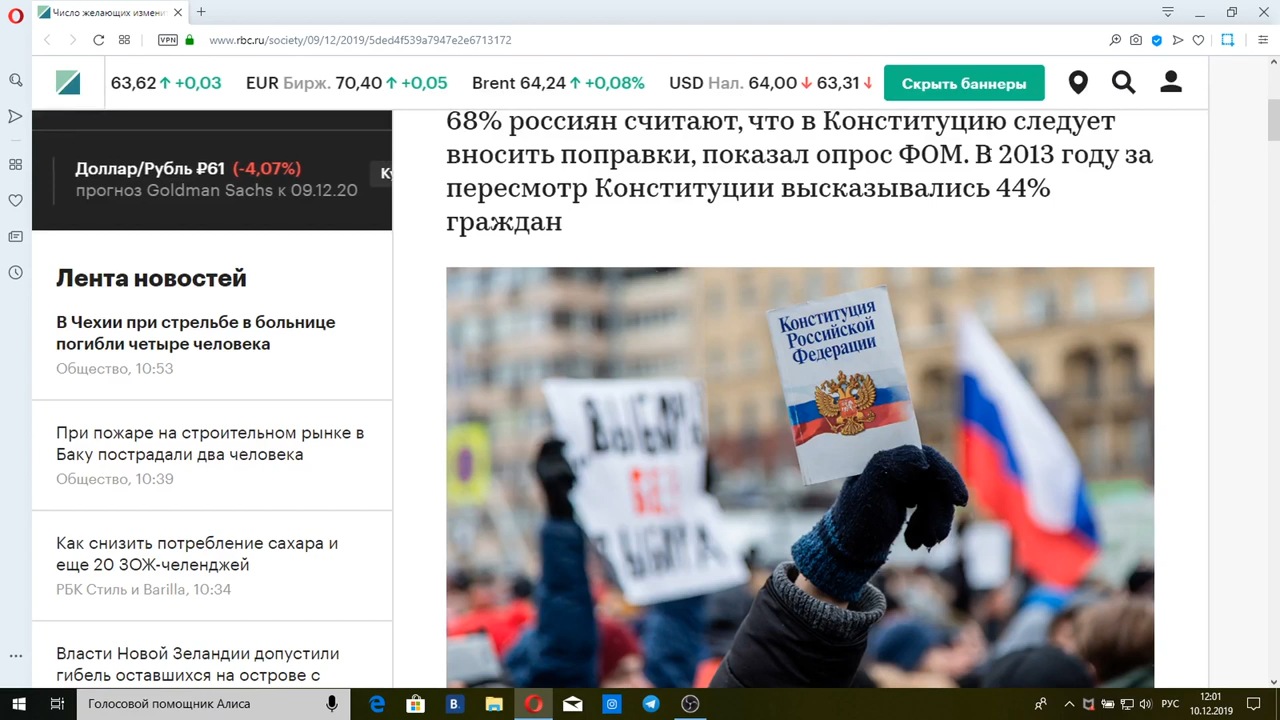 Число желающих измени
www.rbc.ru/society/09/12/2019/5ded4f539a7947e2e6713172
VPN
63,62 ↑ +0,03 EUR Бирж. 70,40 ↑ +0,05 Brent 64,24 ↑ +0,08% USD Нал. 64,00 ↓ 63,31 ↓
Скрыть баннеры
68% россиян считают, что в Конституцию следует
вносить поправки, показал опрос ФОМ. В 2013 году за
пересмотр Конституции высказывались 44%
граждан
Доллар/Рубль ₽61 (-4,07%)
прогноз Goldman Sachs к 09.12.20
Лента новостей
В Чехии при стрельбе в больнице
погибли четыре человека
Общество, 10:53
При пожаре на строительном рынке в
Баку пострадали два человека
Общество, 10:39
Как снизить потребление сахара и
еще 20 ЗОЖ-челенджей
РБК Стиль и Barilla, 10:34
Власти Новой Зеландии допустили
гибель оставшихся на острове с
Конституция
Российской
Федерации
Голосовой помощник Алиса
РУС
12:01
10.12.2019